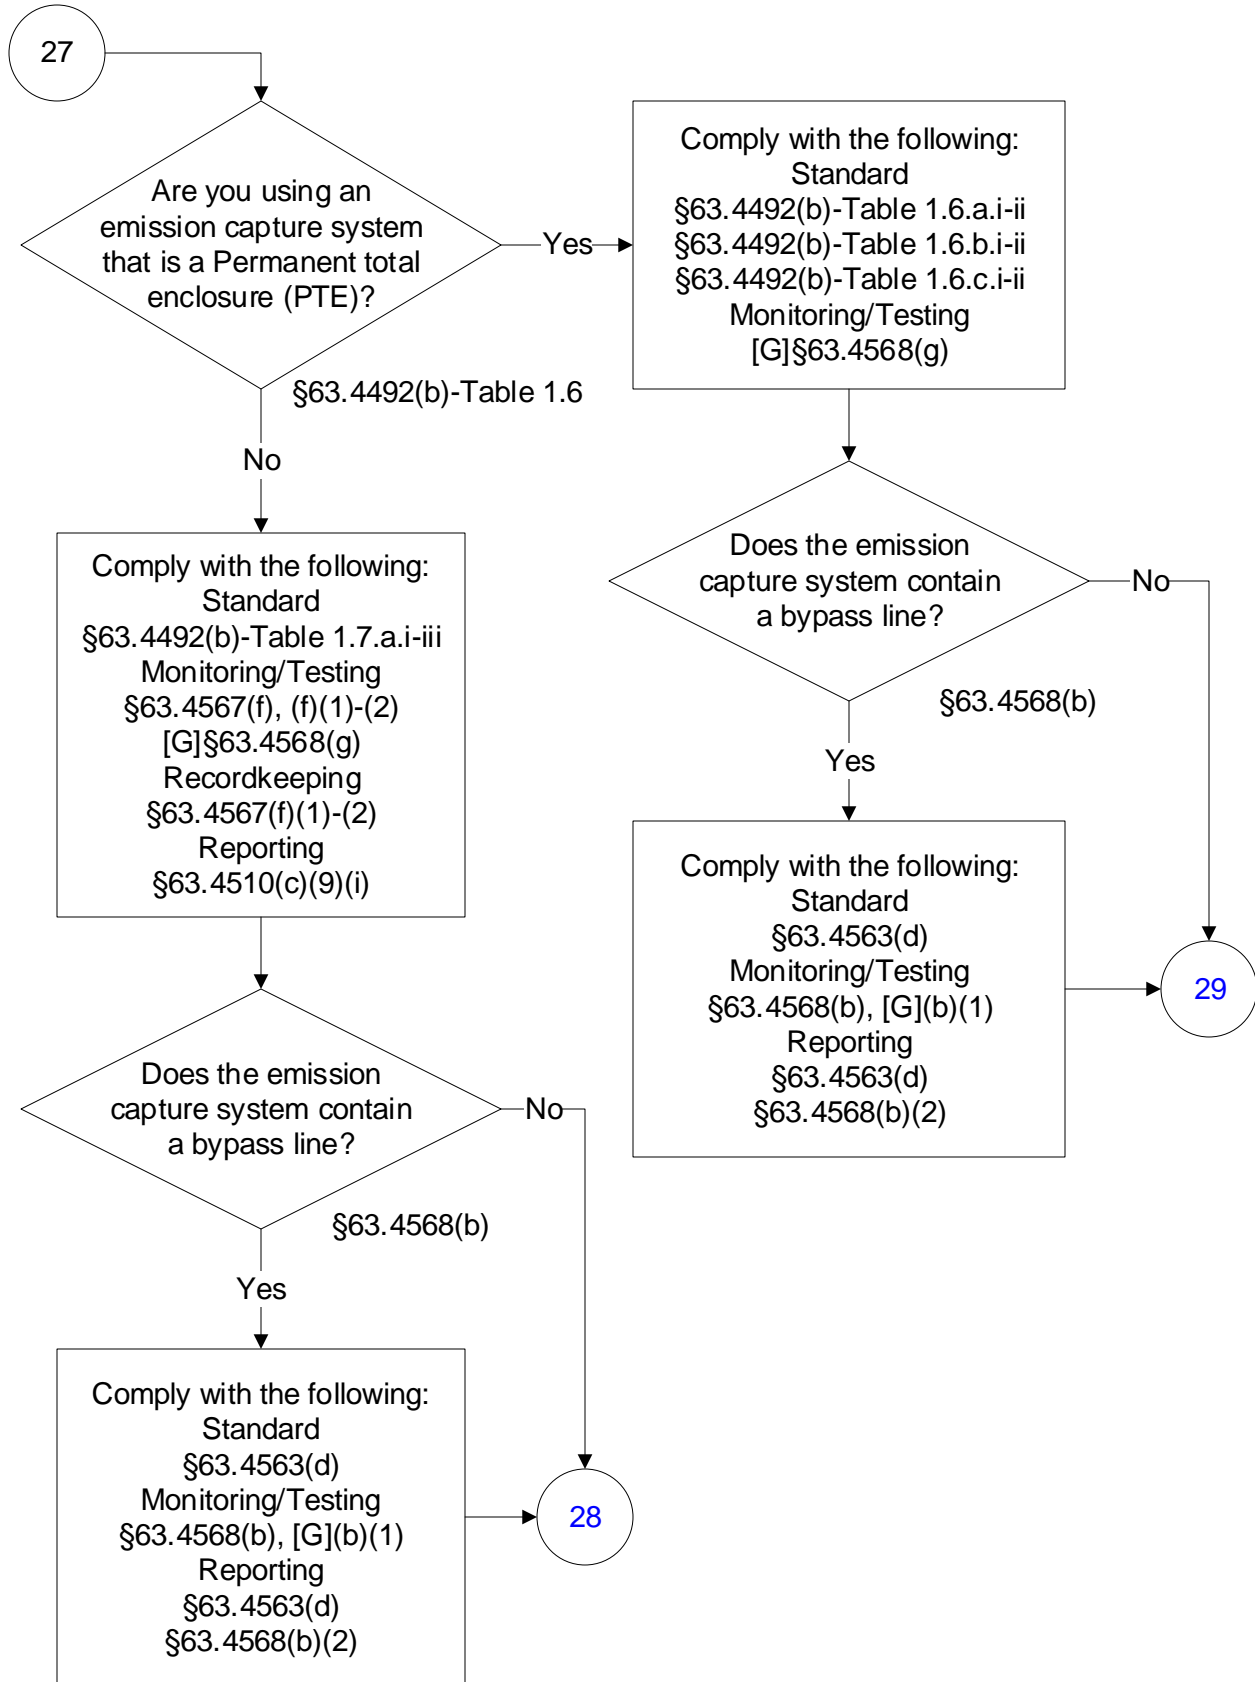 27
Are you using an
emission capture system
that is a Permanent total
enclosure (PTE)?
§63.4492(b)-Table 1.6
Yes
No
Comply with the following:
Standard
§63.4492(b)-Table 1.6.a.i-ii
§63.4492(b)-Table 1.6.b.i-ii
§63.4492(b)-Table 1.6.c.i-ii
Monitoring/Testing
[G]§63.4568(g)
Does the emission
capture system contain
a bypass line?
§63.4568(b)
No
Yes
Comply with the following:
Standard
§63.4563(d)
Monitoring/Testing
§63.4568(b), [G](b)(1)
Reporting
§63.4563(d)
§63.4568(b)(2)
29
Comply with the following:
Standard
§63.4492(b)-Table 1.7.a.i-iii
Monitoring/Testing
§63.4567(f), (f)(1)-(2)
[G]§63.4568(g)
Recordkeeping
§63.4567(f)(1)-(2)
Reporting
§63.4510(c)(9)(i)
Does the emission
capture system contain
a bypass line?
§63.4568(b)
No
Yes
Comply with the following:
Standard
§63.4563(d)
Monitoring/Testing
§63.4568(b), [G](b)(1)
Reporting
§63.4563(d)
§63.4568(b)(2)
28